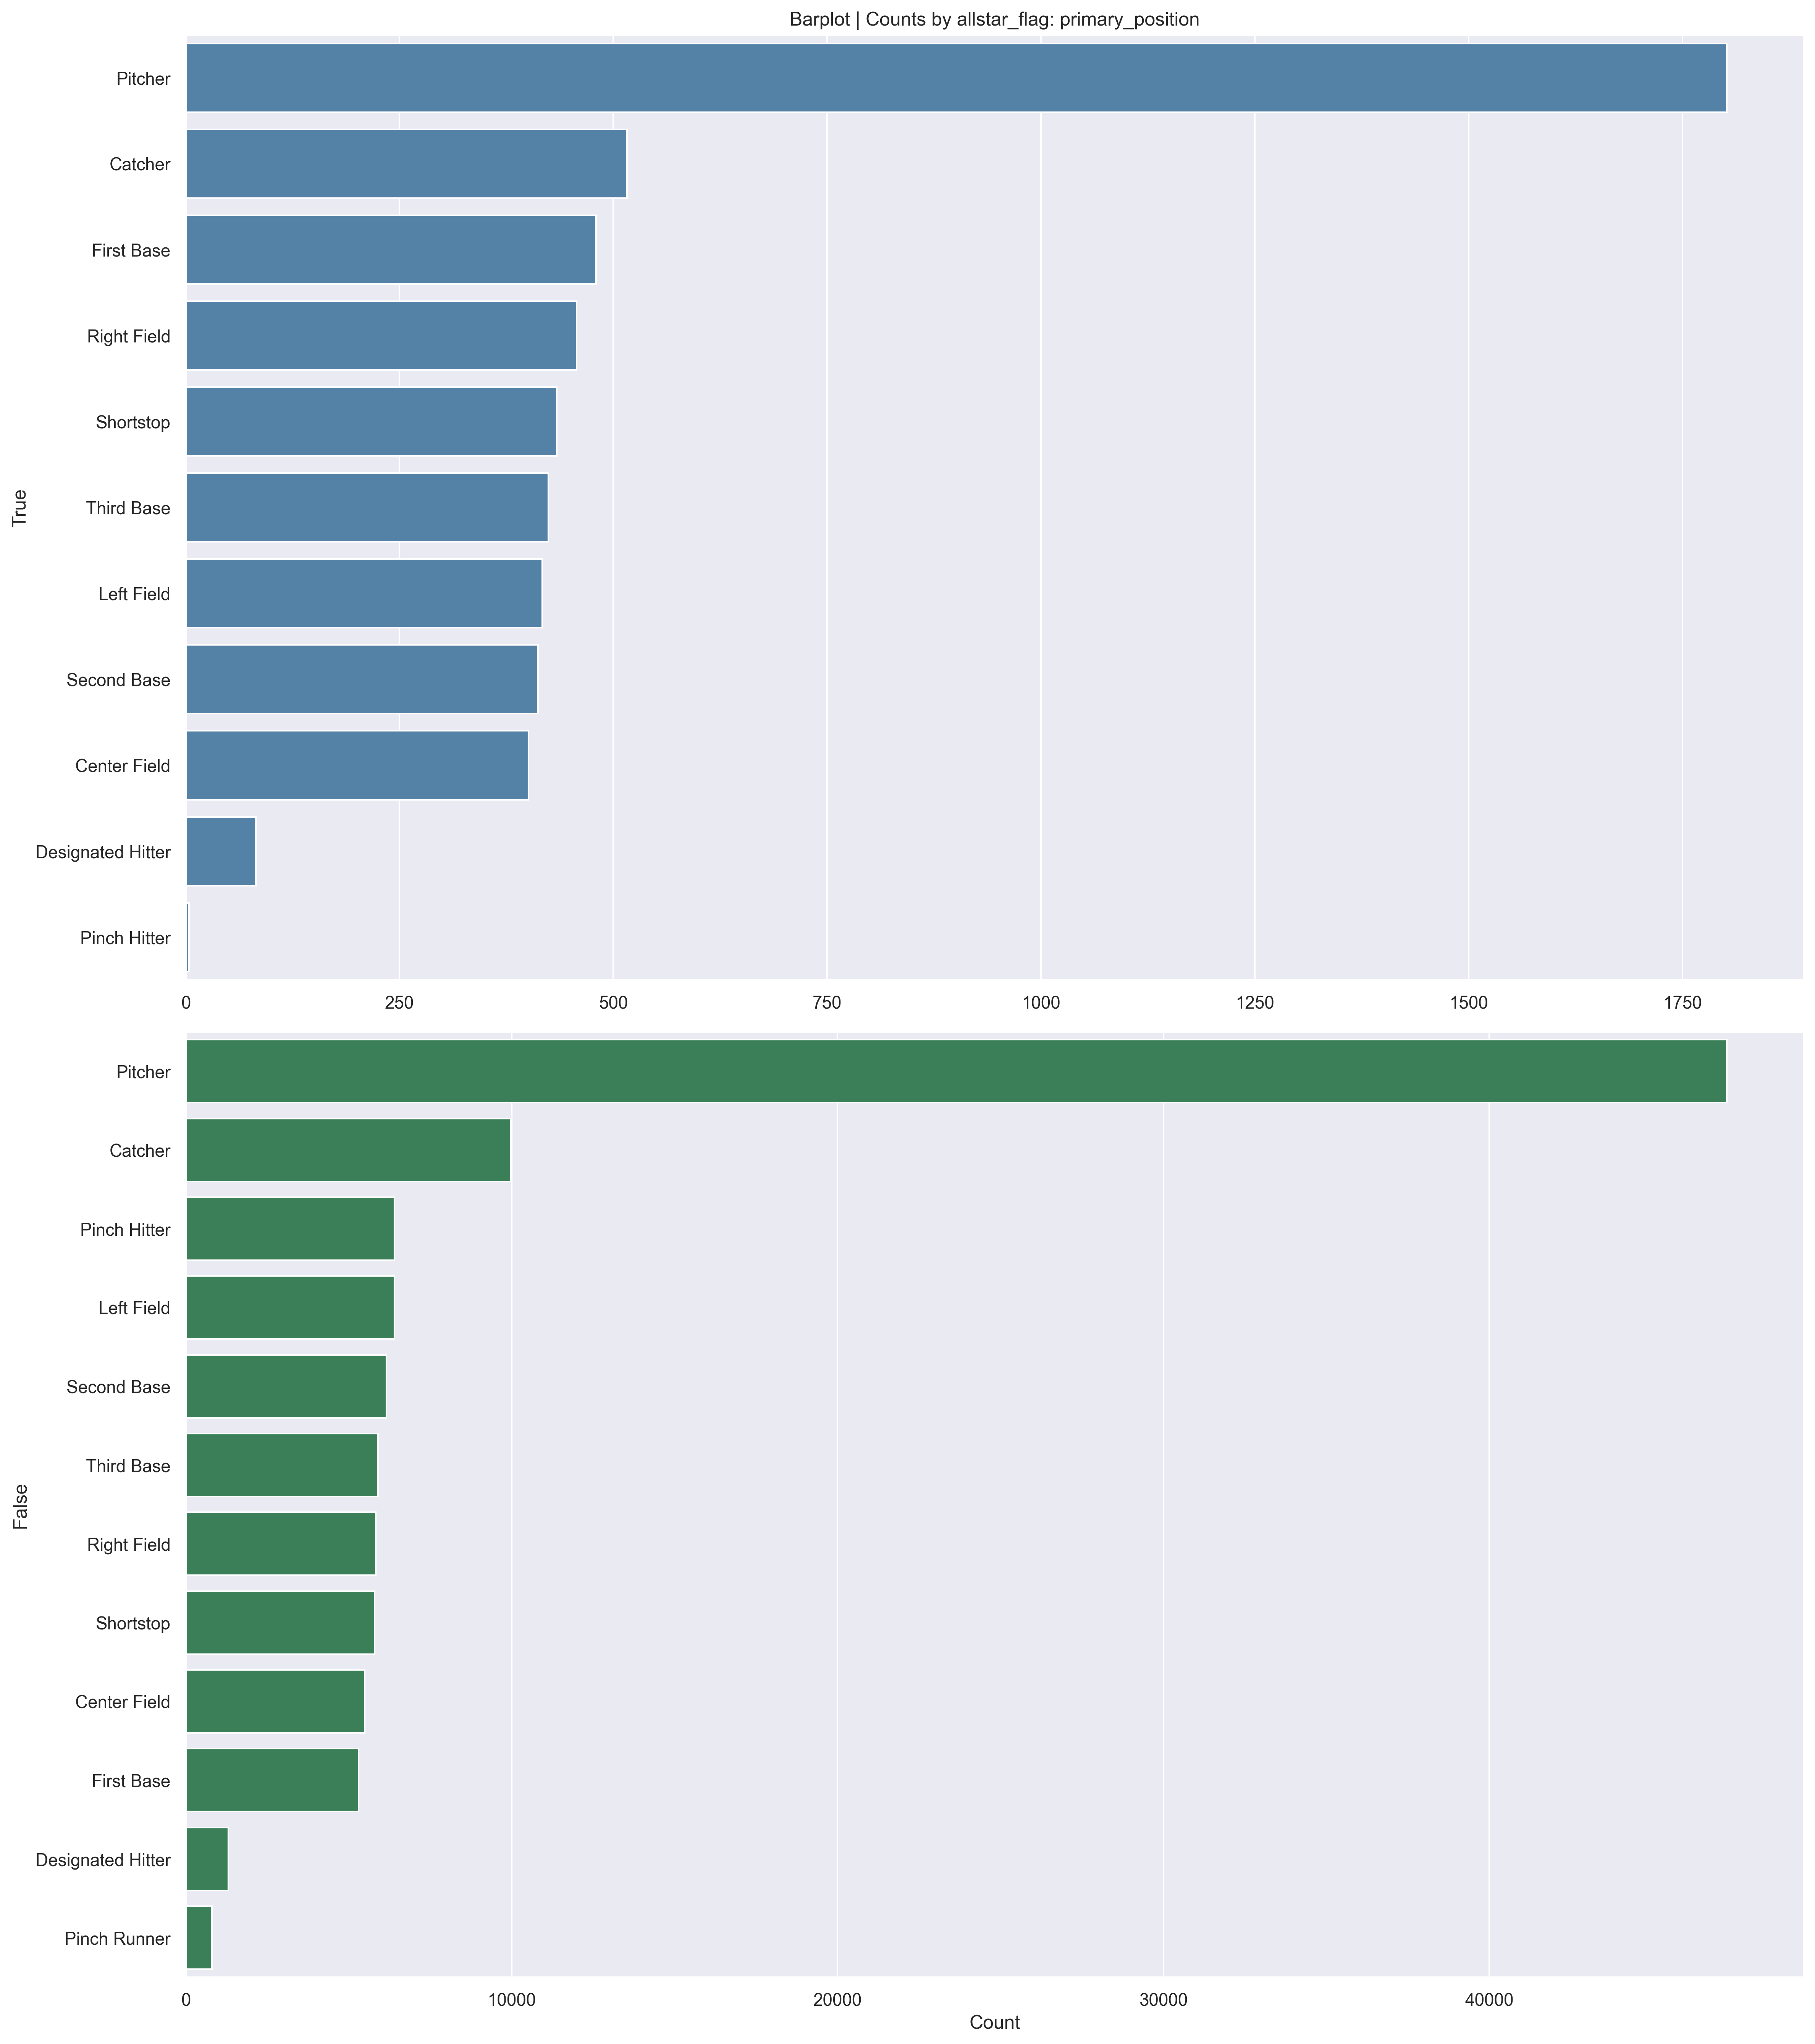 Barplot | Counts by allstar_flag: primary_position
True
Pitcher
Catcher
First Base
Right Field
Shortstop
Third Base
Left Field
Second Base
Center Field
Designated Hitter
Pinch Hitter
0 250 500 750 1000 1250 1500 1750
False
Pitcher
Catcher
Pinch Hitter
Left Field
Second Base
Third Base
Right Field
Shortstop
Center Field
First Base
Designated Hitter
Pinch Runner
0 10000 20000 30000 40000
Count